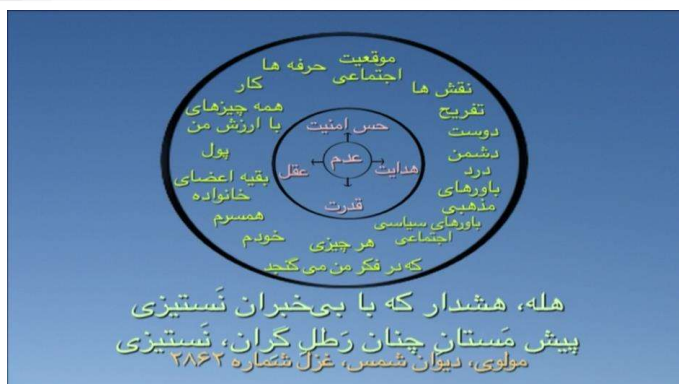 موقعیت
اجتماعی
حرفه ها
کار
نقش ها
همه چیزهای
با ارزش من
تفریح
دوست
دشمن
درد
باورهای
مذهبی
باورهای سیاسی
اجتماعی
پول
بقیه اعضای
خانواده
همسرم
خودم
هر چیزی
که در فکر من می گنجد
حس امنیت
عقل
عدم
هدایت
قدرت
هله، هشدار که با بی‌خبران نَستیزی
پیش مَستانِ چنان رَطلِ گران، نَستیزی
مولوی، دیوان شمس، غزل شماره ۲۸۶۲